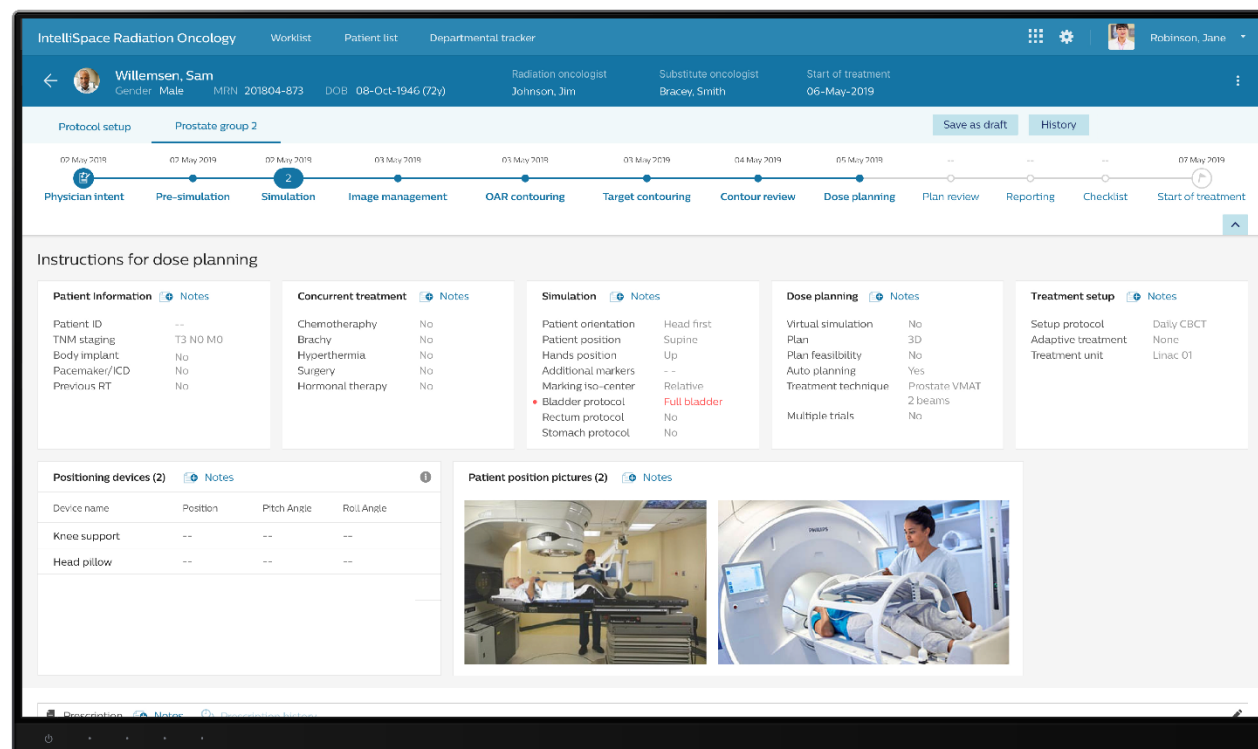 IntelliSpace Radiation Oncology Worklist Patient list Departmental tracker Robinson, Jane
Willemsen, Sam
Gender Male MRN 201804-873 DOB 08-Oct-1946 (72y)
Radiation oncologist Substitute oncologist Start of treatment
Johnson, Jim Bracey, Smith 06-May-2019
Protocol setup Prostate group 2 Save as draft History
02 May 2019 02 May 2019 02 May 2019 03 May 2019 03 May 2019 03 May 2019 04 May 2019 05 May 2019 -- -- -- 07 May 2019
2
Physician intent Pre-simulation Simulation Image management OAR contouring Target contouring Contour review Dose planning Plan review Reporting Checklist Start of treatment
Instructions for dose planning
Patient Information Notes
Patient ID --
TNM staging T3 N0 M0
Body implant No
Pacemaker/ICD No
Previous RT No
Concurrent treatment Notes
Chemotheraphy No
Brachy No
Hyperthermia No
Surgery No
Hormonal therapy No
Simulation Notes
Patient orientation Head first
Patient position Supine
Hands position Up
Additional markers --
Marking iso-center Relative
Bladder protocol Full bladder
Rectum protocol No
Stomach protocol No
Dose planning Notes
Virtual simulation No
Plan 3D
Plan feasilbility No
Auto planning Yes
Treatment technique Prostate VMAT
2 beams
Multiple trials No
Treatment setup Notes
Setup protocol Daily CBCT
Adaptive treatment None
Treatment unit Linac 01
Positioning devices (2) Notes
Device name Position Pitch Angle Roll Angle
Knee support -- -- --
Head pillow -- -- --
Patient position pictures (2) Notes
PHILIPS
Prescription Notes Prescription history